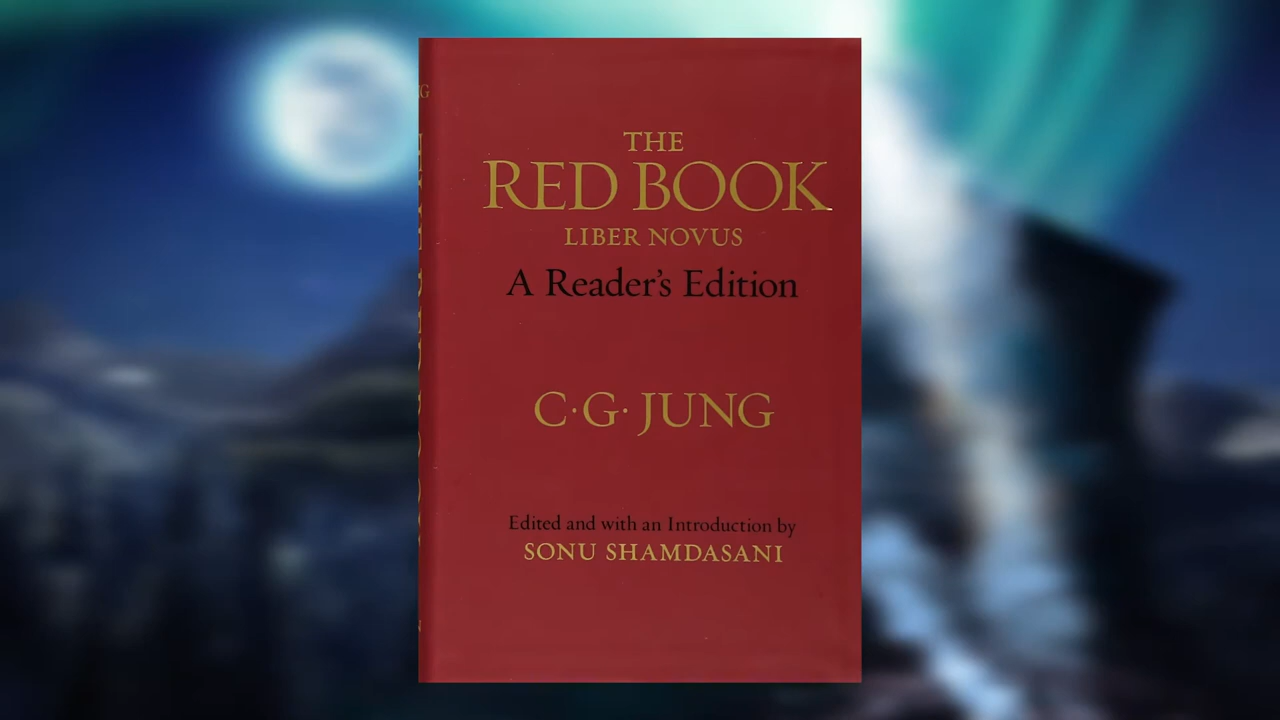 THE
RED BOOK
LIBER NOVUS
A Reader's Edition
C·G· JUNG
Edited and with an Introduction by
SONU SHAMDASANI